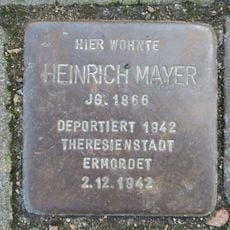 HIER WOHNTE
HEINRICH MAYER
JG. 1866
DEPORTIERT 1942
THERESIENSTADT
ERMORDET
2.12.1942